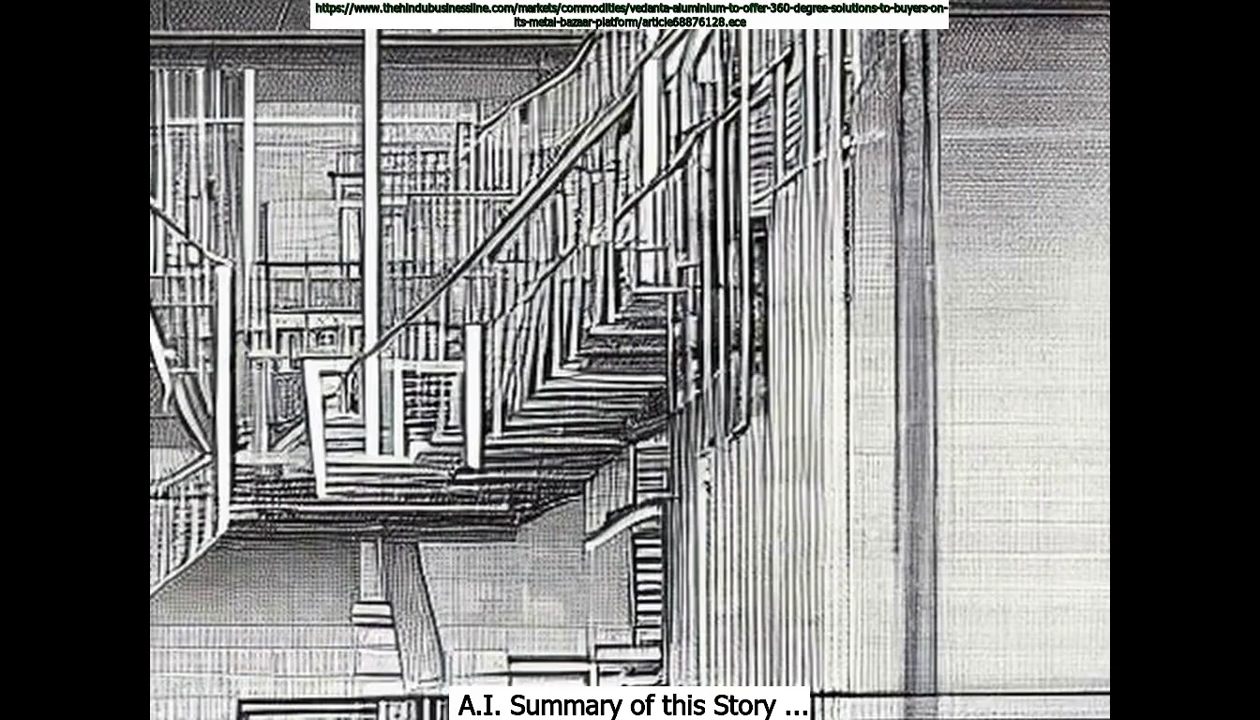 https://www.thehindubusinessline.com/markets/commodities/vedanta-aluminium-to-offer-360-degree-solutions-to-buyers-on-
its-metal-bazaar-platform/article68876128.ece
A.I. Summary of this Story ...